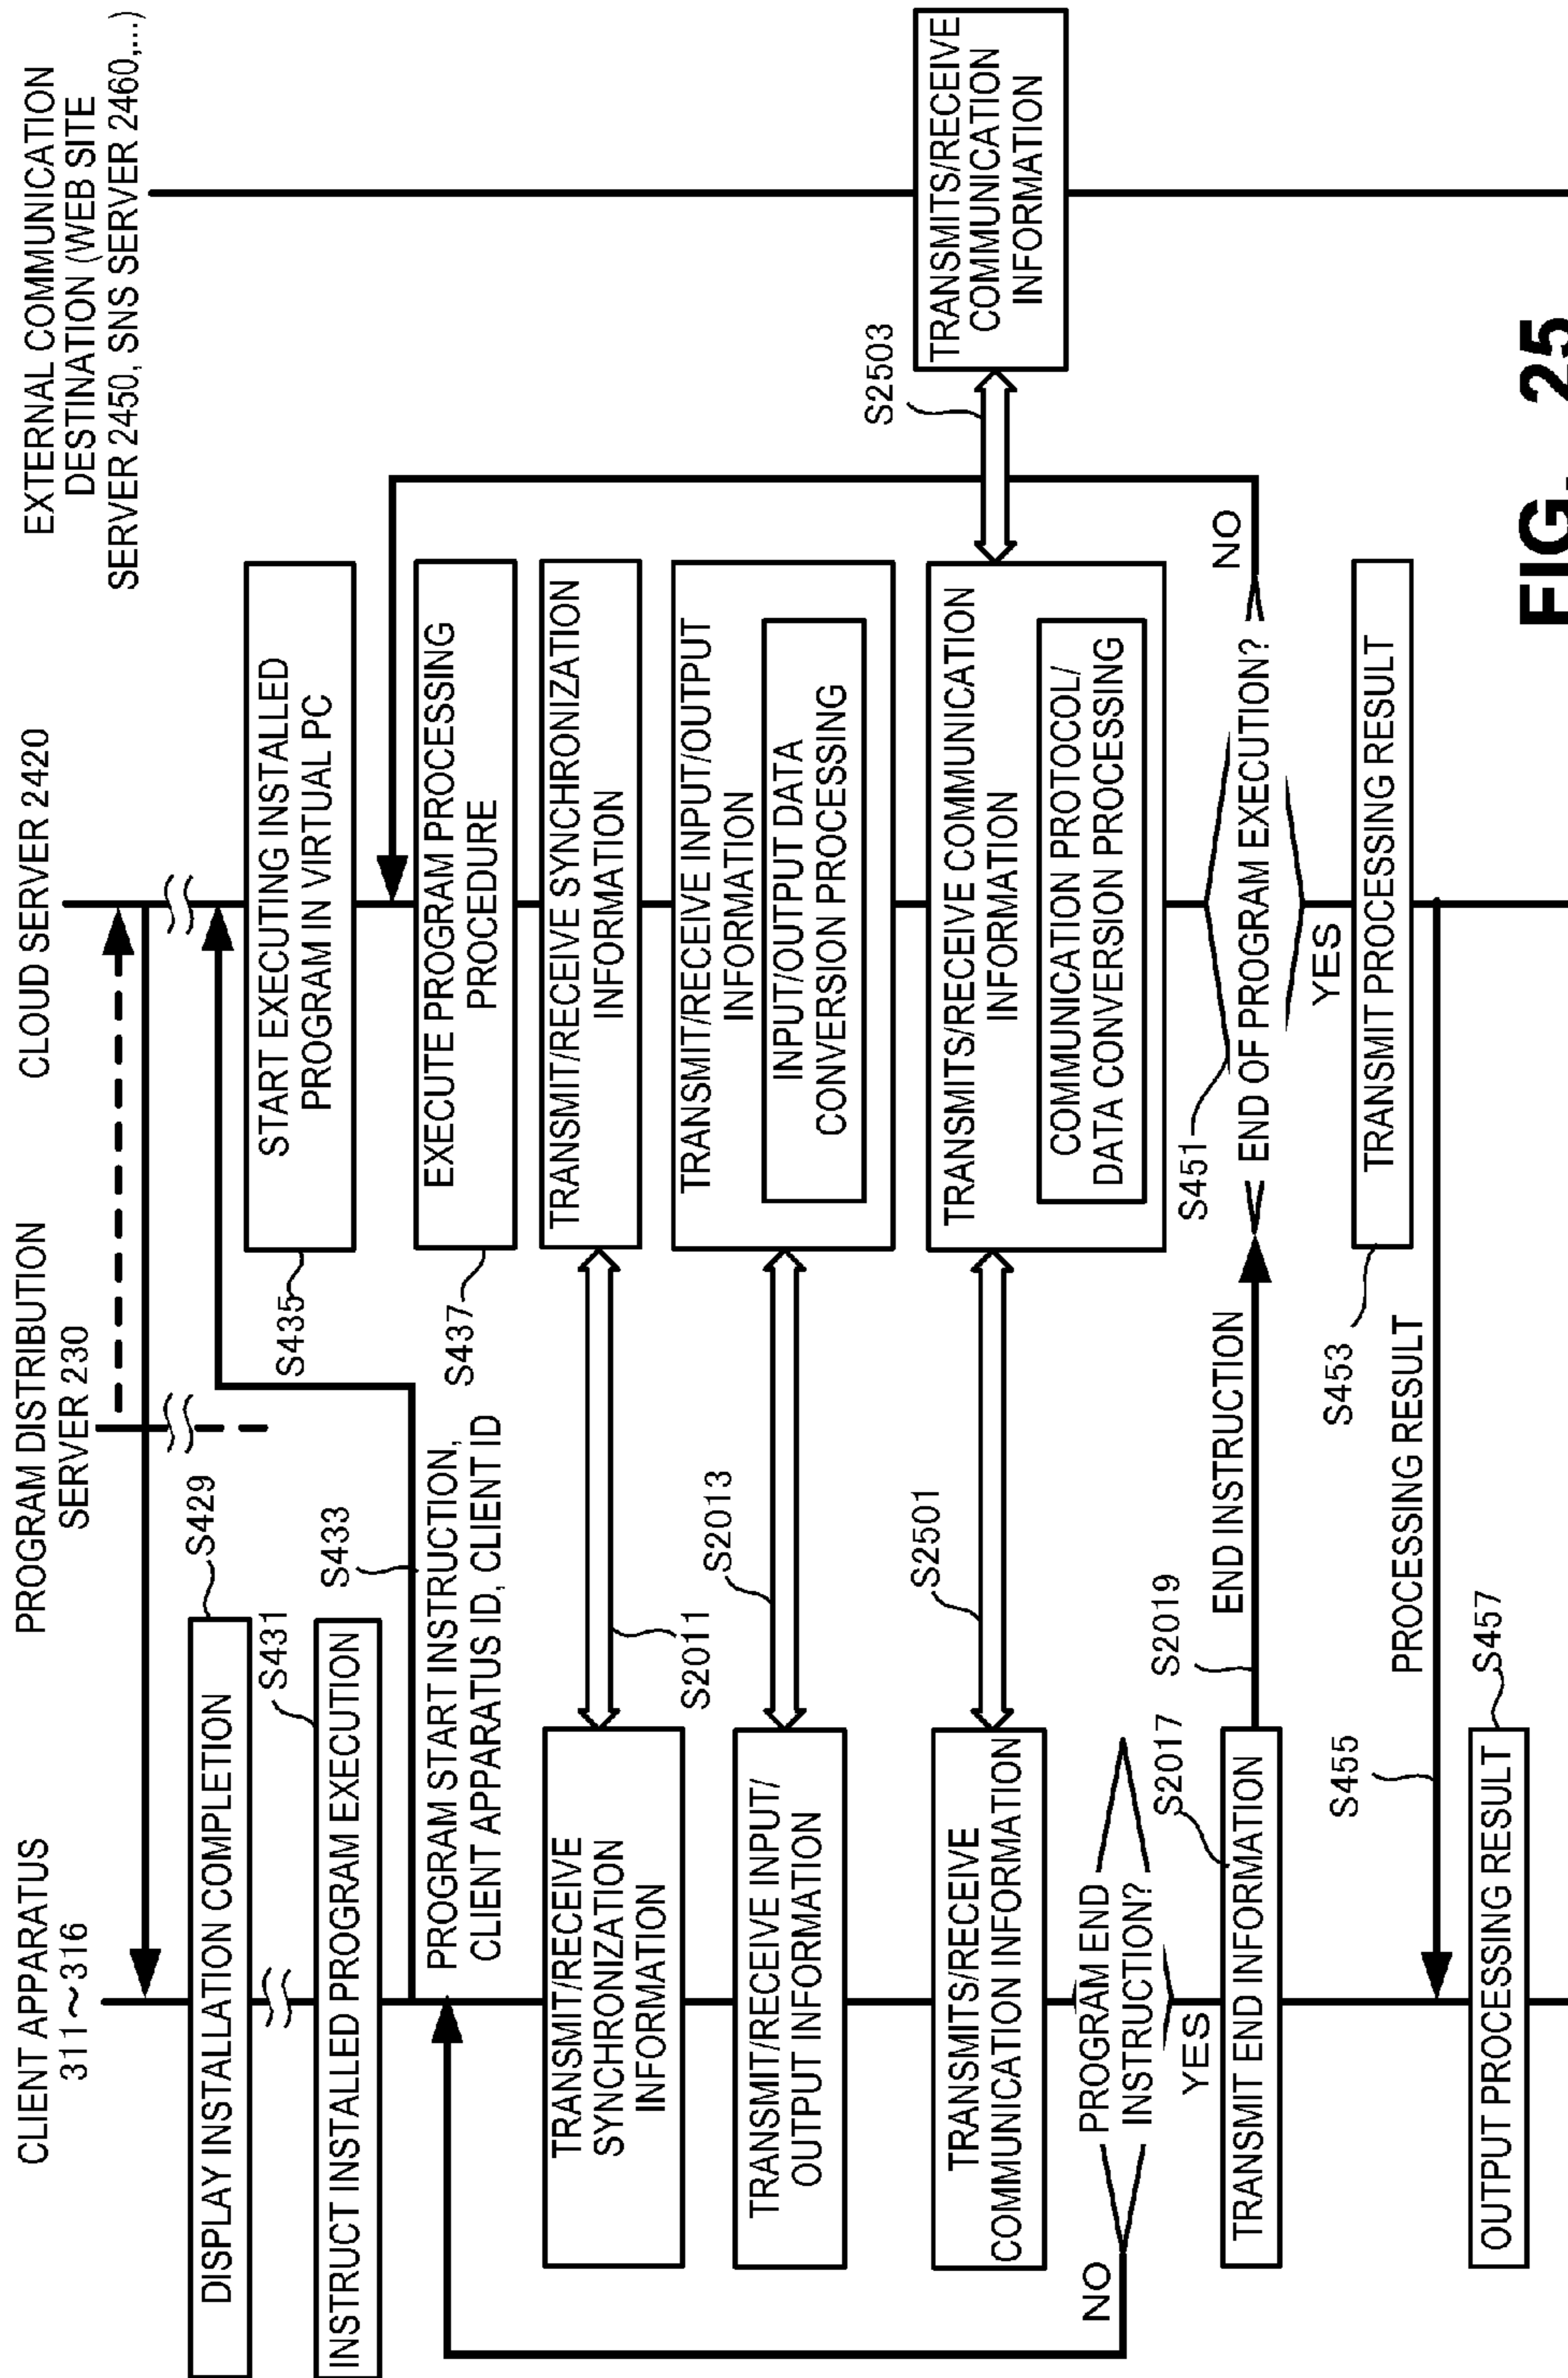 CLIENT APPARATUS
311~316
PROGRAM DISTRIBUTION
SERVER 230
CLOUD SERVER 2420
EXTERNAL COMMUNICATION
DESTINATION (WEB SITE
SERVER 2450, SNS SERVER 2460,...)
DISPLAY INSTALLATION COMPLETION
S429
INSTRUCT INSTALLED PROGRAM EXECUTION
S431
S433
PROGRAM START INSTRUCTION,
CLIENT APPARATUS ID, CLIENT ID
S435
START EXECUTING INSTALLED
PROGRAM IN VIRTUAL PC
S437
EXECUTE PROGRAM PROCESSING
PROCEDURE
TRANSMIT/RECEIVE
SYNCHRONIZATION
INFORMATION
S2011
TRANSMIT/RECEIVE SYNCHRONIZATION
INFORMATION
TRANSMIT/RECEIVE INPUT/
OUTPUT INFORMATION
S2013
TRANSMIT/RECEIVE INPUT/OUTPUT
INFORMATION
INPUT/OUTPUT DATA
CONVERSION PROCESSING
TRANSMITS/RECEIVE
COMMUNICATION INFORMATION
S2501
TRANSMITS/RECEIVE COMMUNICATION
INFORMATION
COMMUNICATION PROTOCOL/
DATA CONVERSION PROCESSING
S2503
TRANSMITS/RECEIVE
COMMUNICATION
INFORMATION
NO
PROGRAM END
INSTRUCTION?
YES
S2017
TRANSMIT END INFORMATION
S2019
END INSTRUCTION
S451
END OF PROGRAM EXECUTION?
NO
YES
S453
TRANSMIT PROCESSING RESULT
S455
PROCESSING RESULT
OUTPUT PROCESSING RESULT
S457
FIG. 25